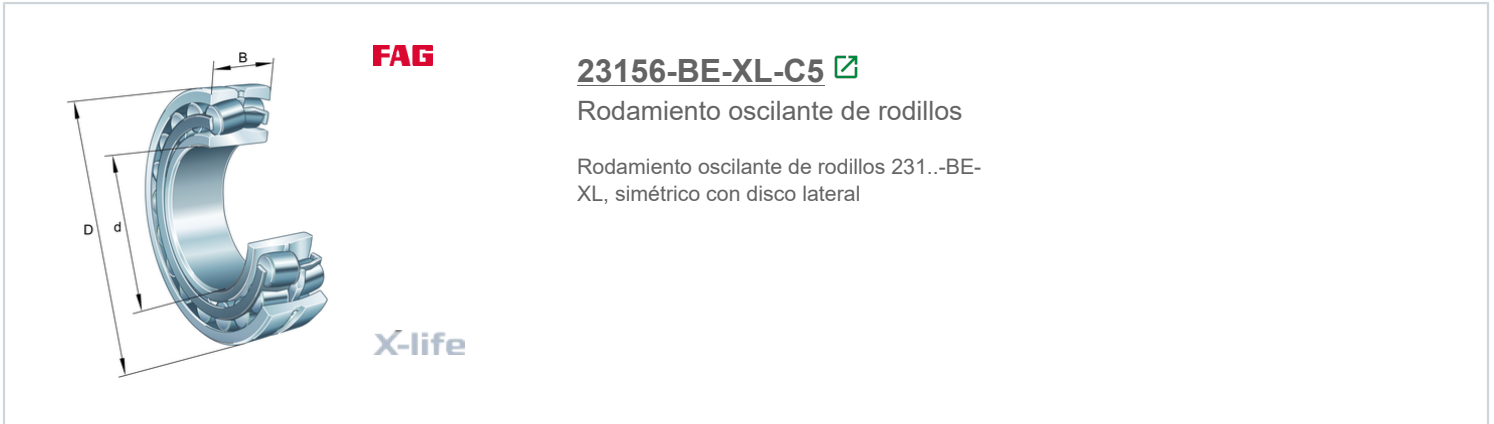 B
D
d
FAG
X-life
23156-BE-XL-C5
Rodamiento oscilante de rodillos
Rodamiento oscilante de rodillos 231..-BE-
XL, simétrico con disco lateral